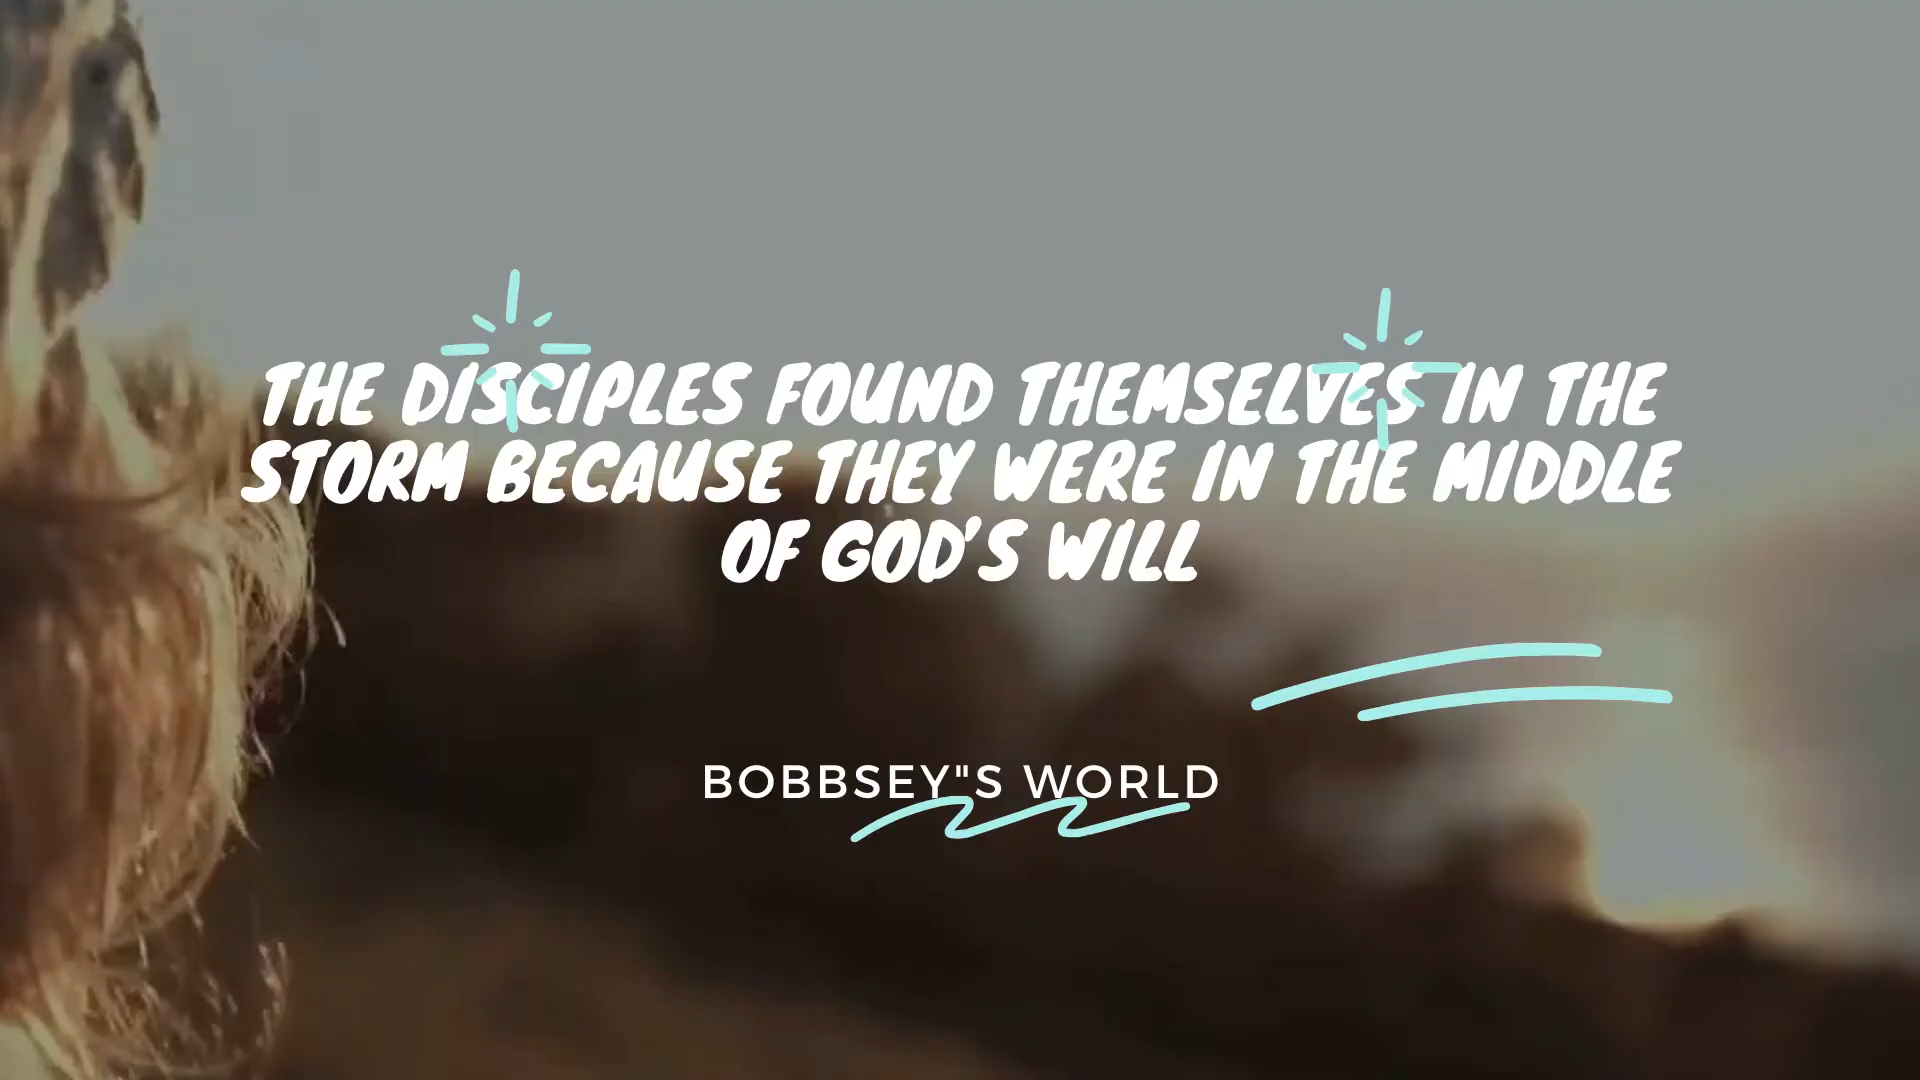 THE DISCIPLES FOUND THEMSELVES IN THE
STORM BECAUSE THEY WERE IN THE MIDDLE
OF GOD'S WILL
BOBBSEY"S WORLD